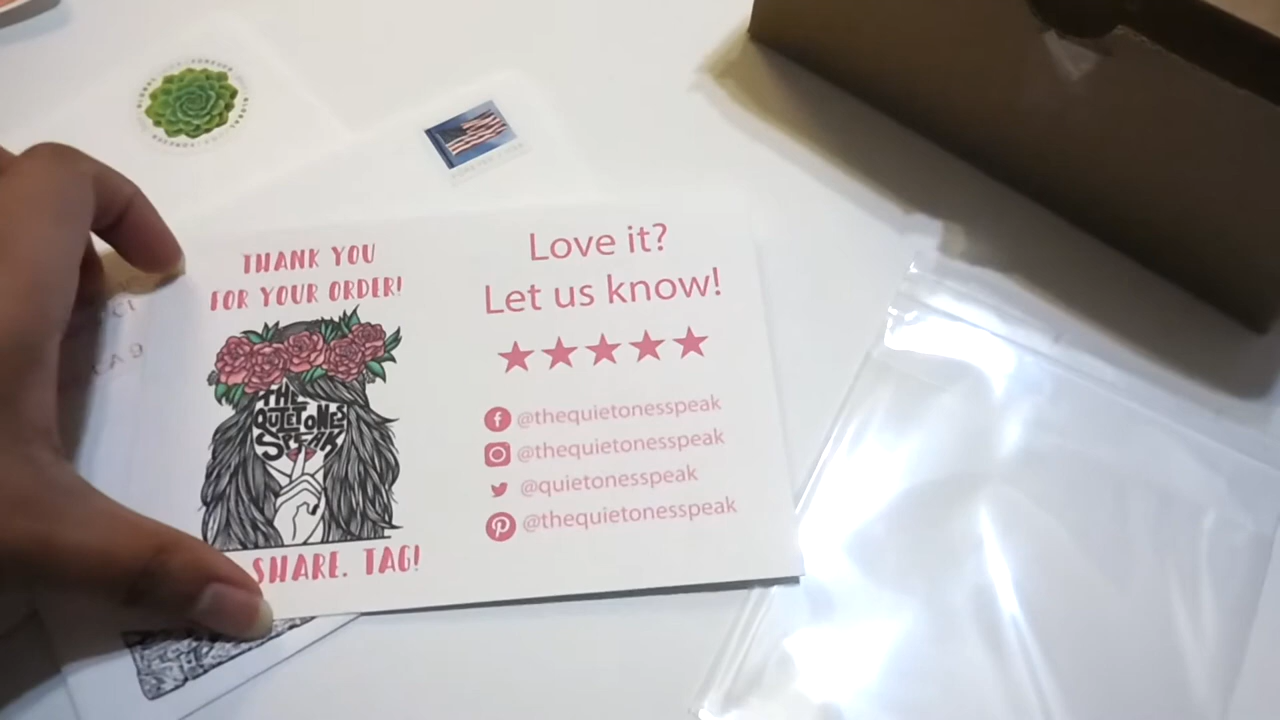 THANK YOU
FOR YOUR ORDER!
THE
QUIET ONES
SPEAK
SHARE. TAG!
Love it?
Let us know!
@thequietonesspeak
@thequietonesspeak
@quietonesspeak
@thequietonesspeak